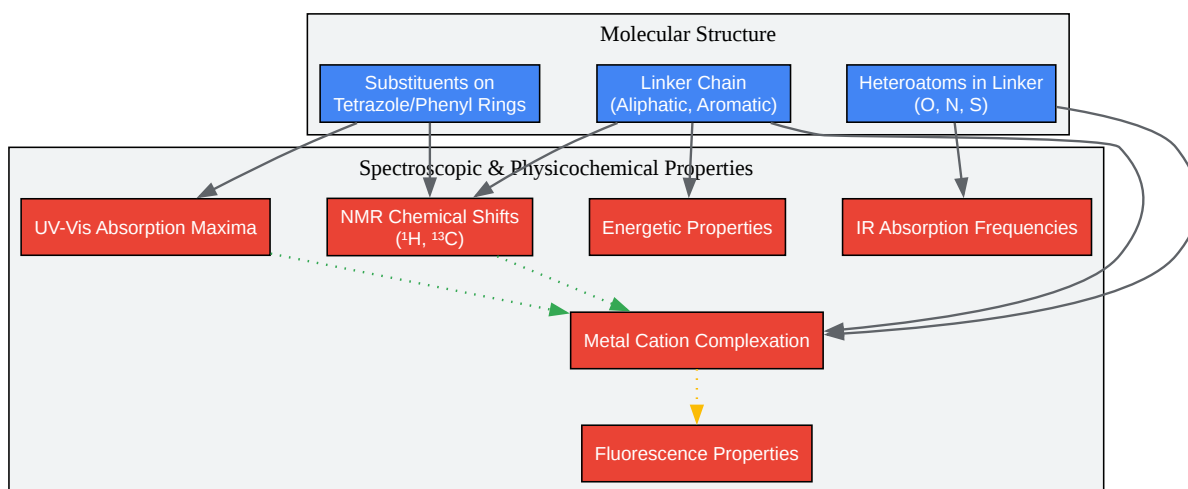 Molecular Structure
Substituents on
Tetrazole/Phenyl Rings
Linker Chain
(Aliphatic, Aromatic)
Heteroatoms in Linker
(O, N, S)
Spectroscopic & Physicochemical Properties
UV-Vis Absorption Maxima
NMR Chemical Shifts
(¹H, ¹³C)
Energetic Properties
IR Absorption Frequencies
Metal Cation Complexation
Fluorescence Properties